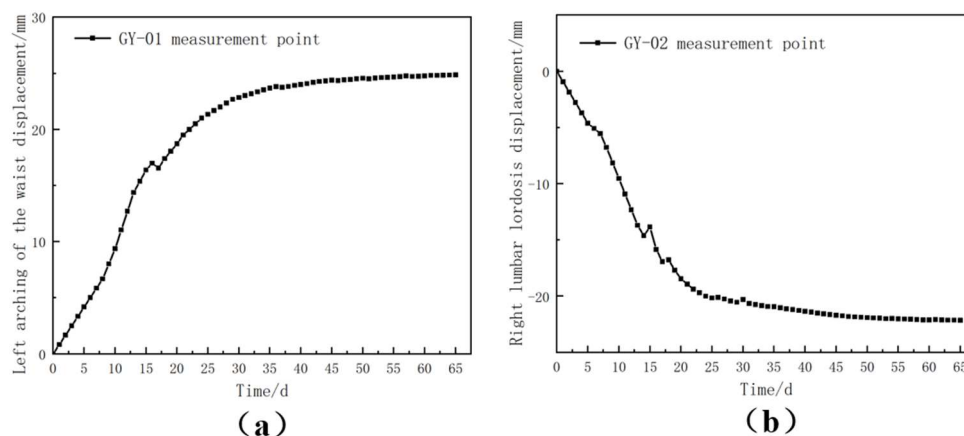 30
20
10
0
Left arching of the waist displacement/mm
GY-01 measurement point
0 5 10 15 20 25 30 35 40 45 50 55 60 65
Time/d
(a)
0
-10
-20
Right lumbar lordosis displacement/mm
GY-02 measurement point
0 5 10 15 20 25 30 35 40 45 50 55 60 65
Time/d
(b)